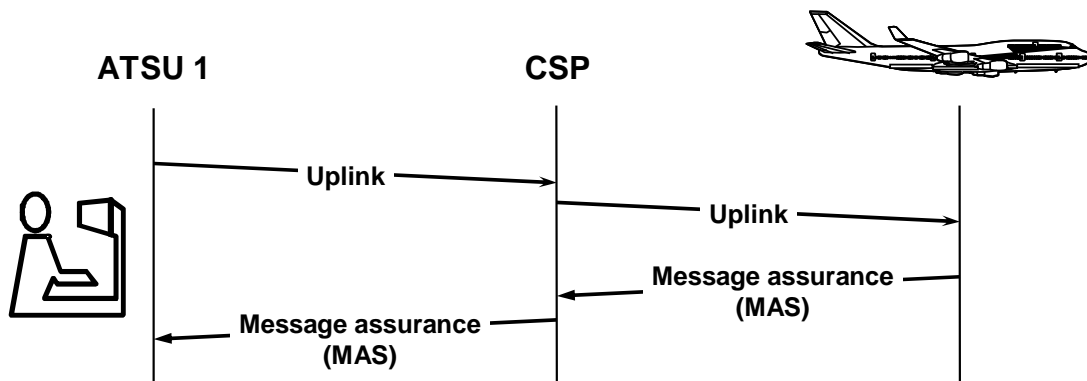 ATSU 1
CSP
Uplink
Uplink
Message assurance
(MAS)
Message assurance
(MAS)